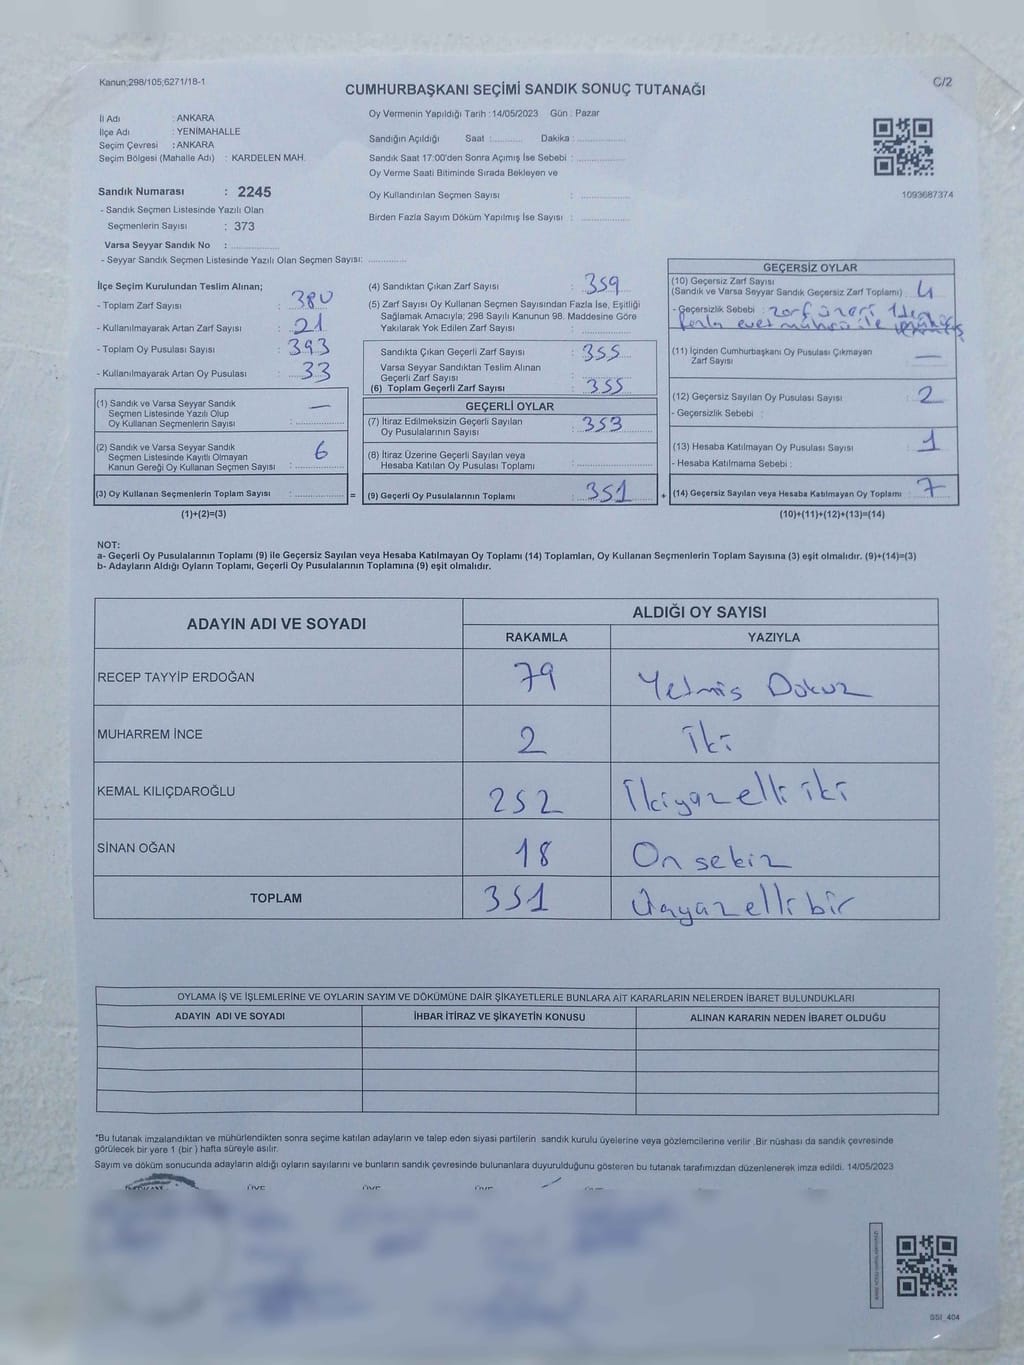 Kanun;298/105;6271/18-1
C/2
CUMHURBAŞKANI SEÇİMİ SANDIK SONUÇ TUTANAĞI
Oy Vermenin Yapıldığı Tarih : 14/05/2023 Gün : Pazar
İl Adı : ANKARA
İlçe Adı : YENİMAHALLE
Seçim Çevresi : ANKARA
Seçim Bölgesi (Mahalle Adı) : KARDELEN MAH.
Sandık Numarası : 2245
- Sandık Seçmen Listesinde Yazılı Olan
Seçmenlerin Sayısı : 373
Varsa Seyyar Sandık No : ............
- Seyyar Sandık Seçmen Listesinde Yazılı Olan Seçmen Sayısı: ............
Sandığın Açıldığı Saat : ............ Dakika : ............
Sandık Saat 17:00'den Sonra Açımış İse Sebebi : ............
Oy Verme Saati Bitiminde Sırada Bekleyen ve
Oy Kullandırılan Seçmen Sayısı : ............
Birden Fazla Sayım Döküm Yapılmış İse Sayısı : ............
1093687374
İlçe Seçim Kurulundan Teslim Alınan;
- Toplam Zarf Sayısı : 380
- Kullanılmayarak Artan Zarf Sayısı : 21
- Toplam Oy Pusulası Sayısı : 393
- Kullanılmayarak Artan Oy Pusulası : 33
(1) Sandık ve Varsa Seyyar Sandık
Seçmen Listesinde Yazılı Olup
Oy Kullanan Seçmenlerin Sayısı : —
(2) Sandık ve Varsa Seyyar Sandık
Seçmen Listesinde Kayıtlı Olmayan
Kanun Gereği Oy Kullanan Seçmen Sayısı : 6
(3) Oy Kullanan Seçmenlerin Toplam Sayısı : ............ =
(1)+(2)=(3)
(4) Sandıktan Çıkan Zarf Sayısı : 359
(5) Zarf Sayısı Oy Kullanan Seçmen Sayısından Fazla İse, Eşitliği
Sağlamak Amacıyla; 298 Sayılı Kanunun 98. Maddesine Göre
Yakılarak Yok Edilen Zarf Sayısı : ............
Sandıkta Çıkan Geçerli Zarf Sayısı : 355
Varsa Seyyar Sandıktan Teslim Alınan
Geçerli Zarf Sayısı : ............
(6) Toplam Geçerli Zarf Sayısı : 355
GEÇERLİ OYLAR
(7) İtiraz Edilmeksizin Geçerli Sayılan
Oy Pusulalarının Sayısı : 353
(8) İtiraz Üzerine Geçerli Sayılan veya
Hesaba Katılan Oy Pusulası Toplamı : ............
(9) Geçerli Oy Pusulalarının Toplamı : 351 +
GEÇERSİZ OYLAR
(10) Geçersiz Zarf Sayısı
(Sandık ve Varsa Seyyar Sandık Geçersiz Zarf Toplamı) : 4
- Geçersizlik Sebebi : zarf üzeri 1'den
fazla evet mührü ile
(11) İçinden Cumhurbaşkanı Oy Pusulası Çıkmayan
Zarf Sayısı : —
(12) Geçersiz Sayılan Oy Pusulası Sayısı : 2
- Geçersizlik Sebebi :
(13) Hesaba Katılmayan Oy Pusulası Sayısı : 1
- Hesaba Katılmama Sebebi :
(14) Geçersiz Sayılan veya Hesaba Katılmayan Oy Toplamı : 7
(10)+(11)+(12)+(13)=(14)
NOT:
a- Geçerli Oy Pusulalarının Toplamı (9) ile Geçersiz Sayılan veya Hesaba Katılmayan Oy Toplamı (14) Toplamları, Oy Kullanan Seçmenlerin Toplam Sayısına (3) eşit olmalıdır. (9)+(14)=(3)
b- Adayların Aldığı Oyların Toplamı, Geçerli Oy Pusulalarının Toplamına (9) eşit olmalıdır.
ADAYIN ADI VE SOYADI
ALDIĞI OY SAYISI
RAKAMLA YAZIYLA
RECEP TAYYİP ERDOĞAN 79 Yetmis Dokuz
MUHARREM İNCE 2 İki
KEMAL KILIÇDAROĞLU 252 İkiyüzelli iki
SİNAN OĞAN 18 On sekiz
TOPLAM 351 Üçyüzelli bir
OYLAMA İŞ VE İŞLEMLERİNE VE OYLARIN SAYIM VE DÖKÜMÜNE DAİR ŞİKAYETLERLE BUNLARA AİT KARARLARIN NELERDEN İBARET BULUNDUKLARI
ADAYIN ADI VE SOYADI İHBAR İTİRAZ VE ŞİKAYETİN KONUSU ALINAN KARARIN NEDEN İBARET OLDUĞU
*Bu tutanak imzalandıktan ve mühürlendikten sonra seçime katılan adayların ve talep eden siyasi partilerin sandık kurulu üyelerine veya gözlemcilerine verilir .Bir nüshası da sandık çevresinde
görülecek bir yere 1 (bir ) hafta süreyle asılır.
Sayım ve döküm sonucunda adayların aldığı oyların sayılarını ve bunların sandık çevresinde bulunanlara duyurulduğunu gösteren bu tutanak tarafımızdan düzenlenerek imza edildi. 14/05/2023
GSI_404